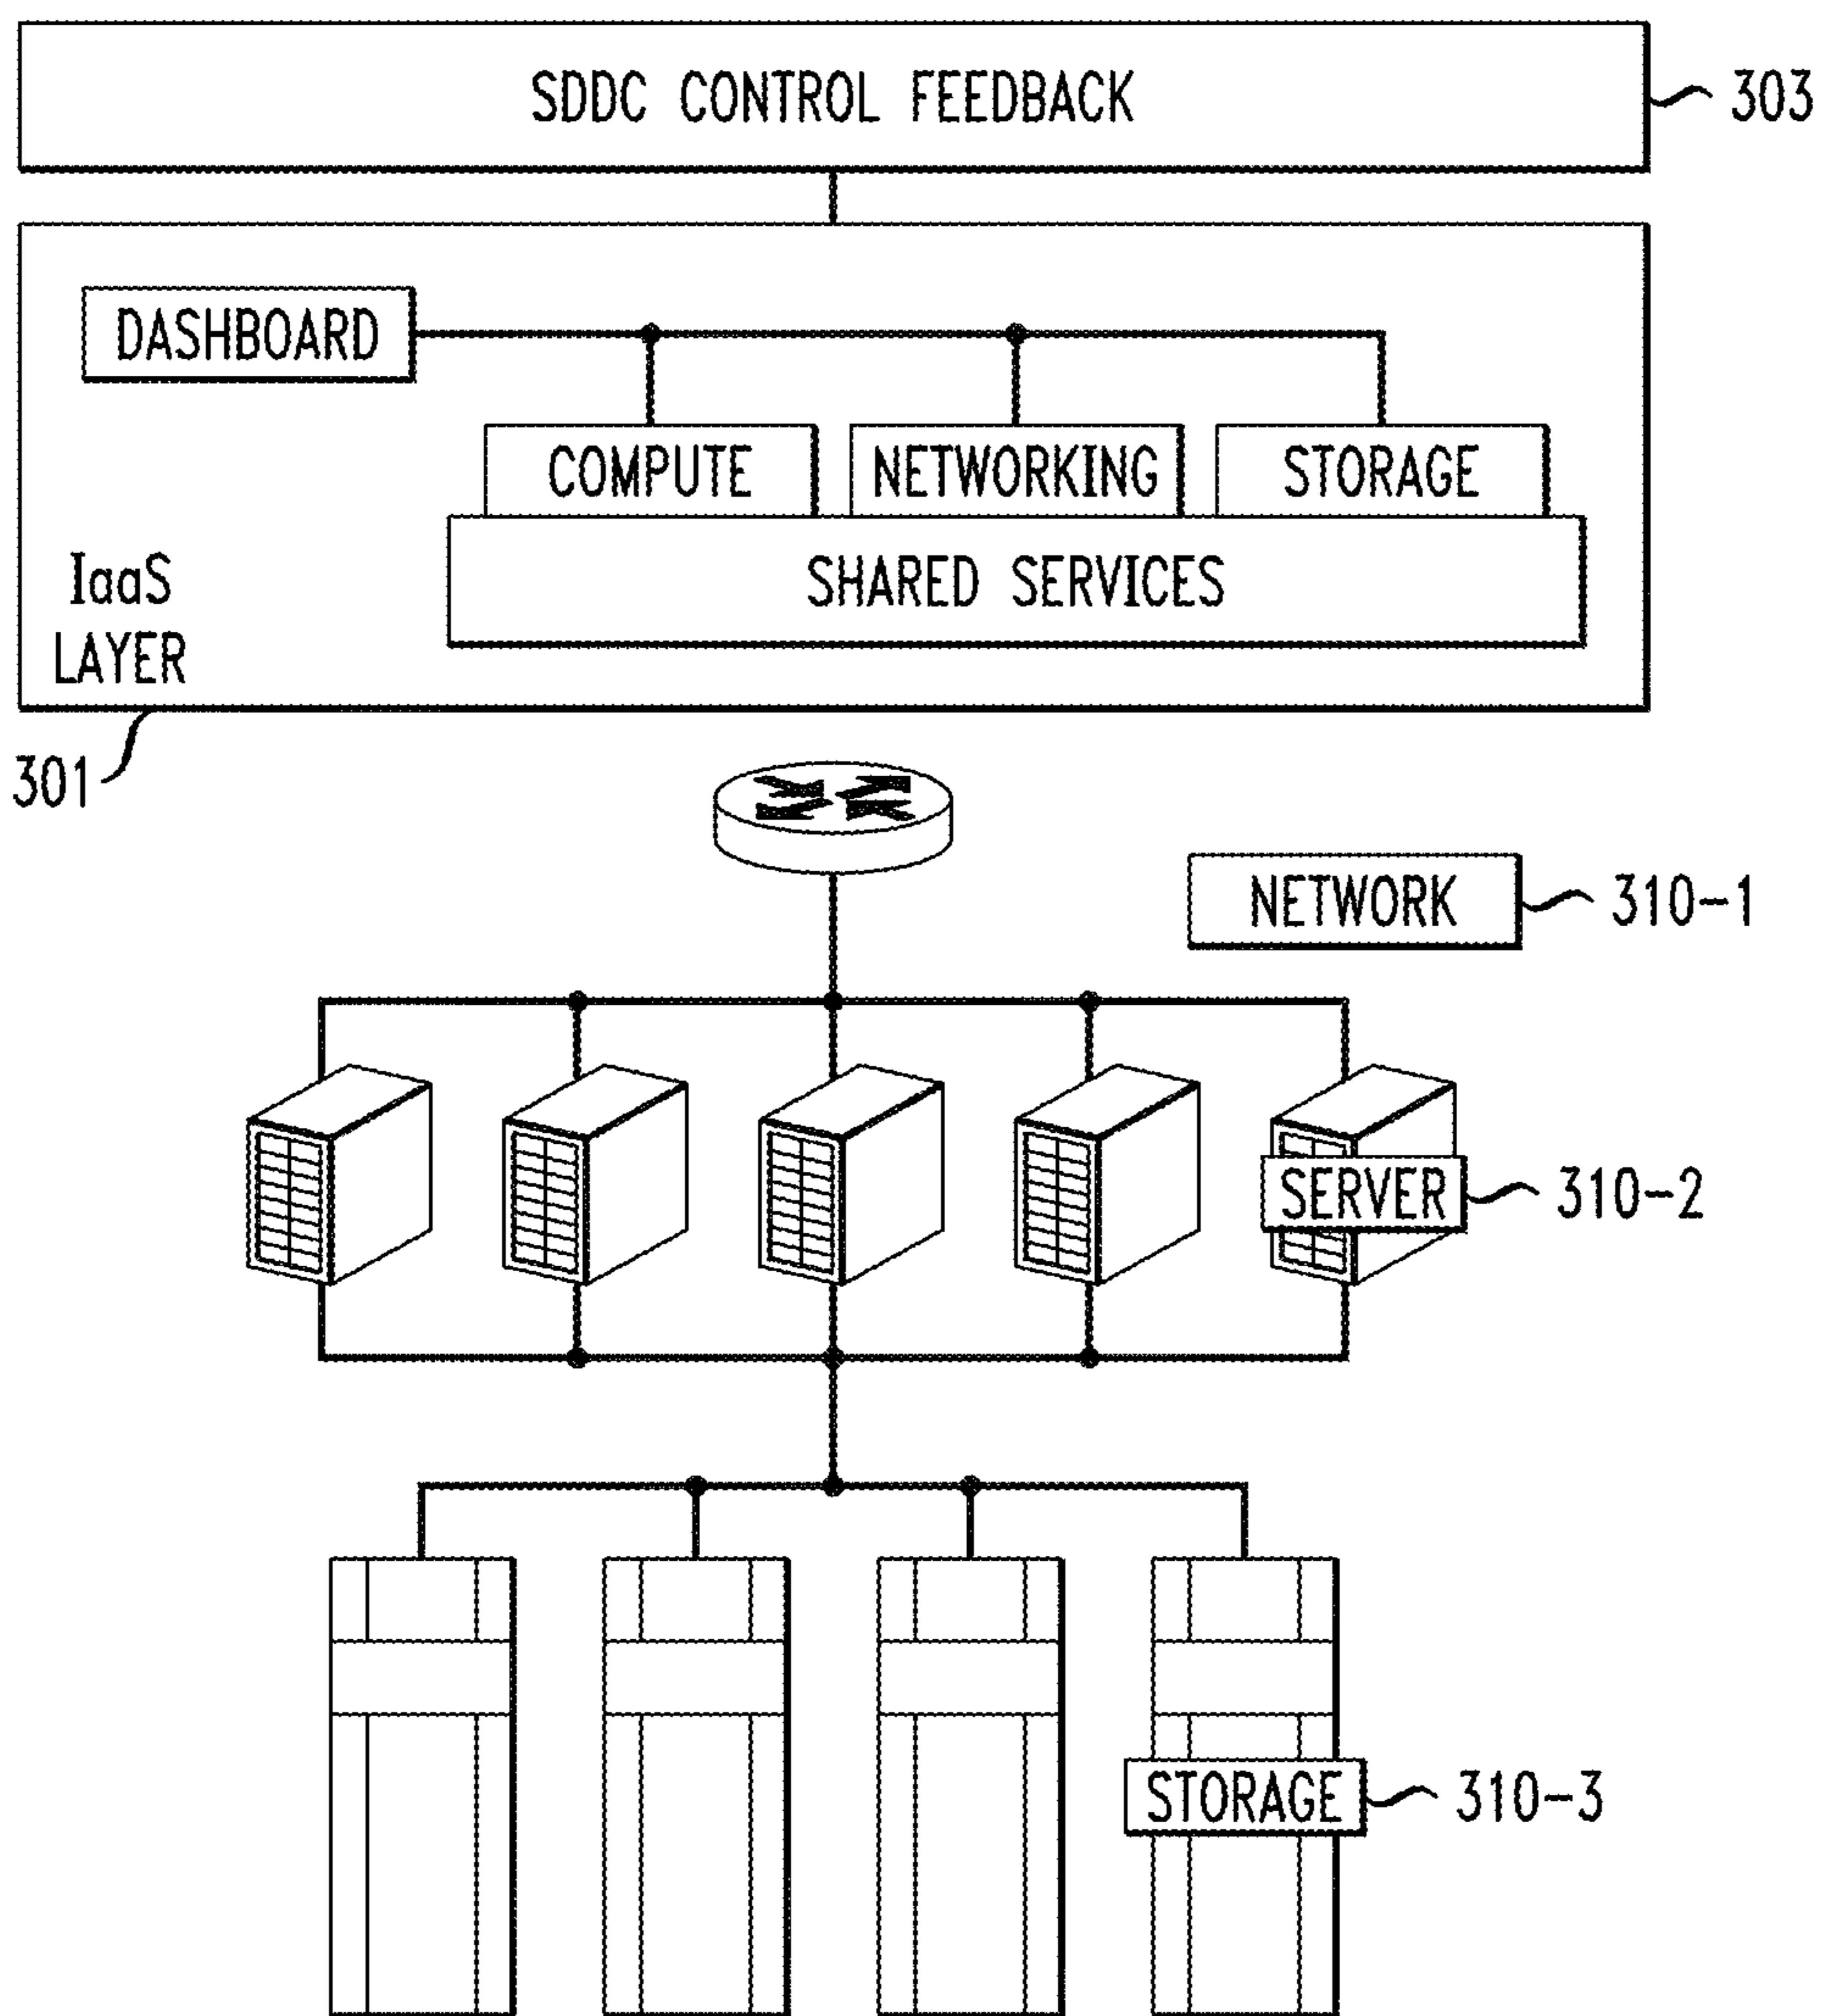 SDDC CONTROL FEEDBACK
303
DASHBOARD
COMPUTE
NETWORKING
STORAGE
SHARED SERVICES
IaaS
LAYER
301
NETWORK
310-1
SERVER
310-2
STORAGE
310-3